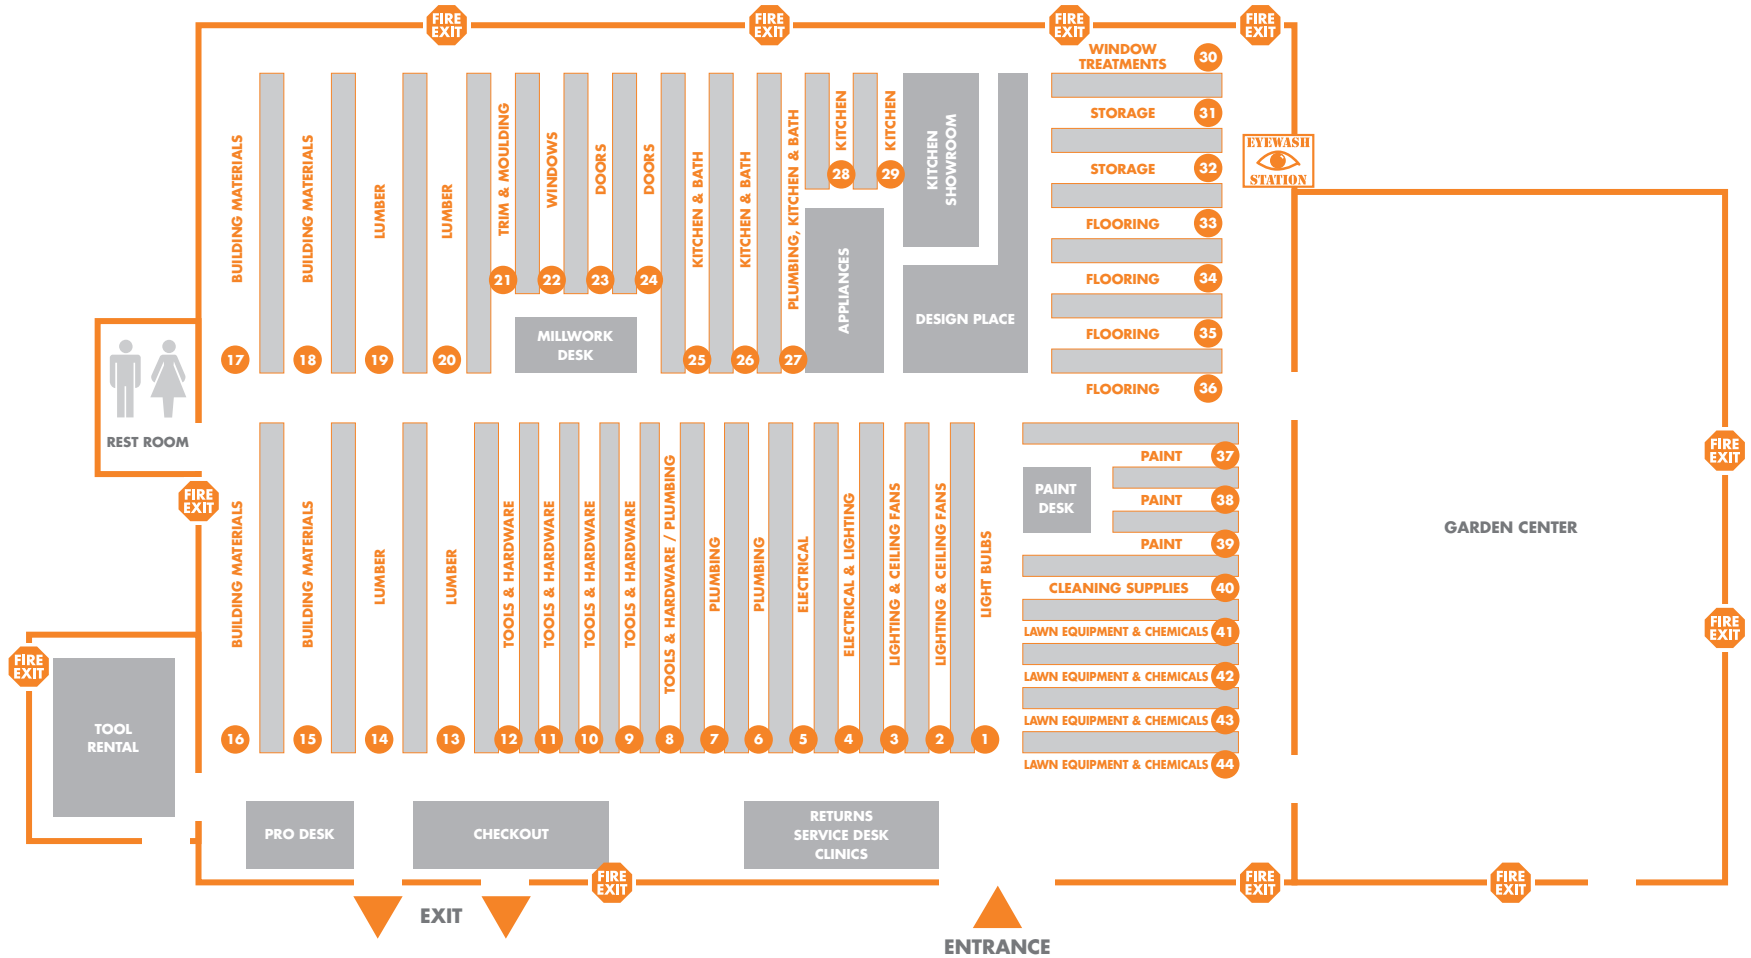 FIRE
EXIT
FIRE
EXIT
FIRE
EXIT
FIRE
EXIT
WINDOW
TREATMENTS
30
STORAGE
31
STORAGE
32
FLOORING
33
FLOORING
34
FLOORING
35
FLOORING
36
EYEWASH
STATION
BUILDING MATERIALS
17
BUILDING MATERIALS
18
LUMBER
19
LUMBER
20
TRIM & MOULDING
21
WINDOWS
22
DOORS
23
DOORS
24
KITCHEN & BATH
25
KITCHEN & BATH
26
PLUMBING, KITCHEN & BATH
27
KITCHEN
28
KITCHEN
29
KITCHEN
SHOWROOM
APPLIANCES
DESIGN PLACE
MILLWORK
DESK
REST ROOM
FIRE
EXIT
BUILDING MATERIALS
16
BUILDING MATERIALS
15
LUMBER
14
LUMBER
13
TOOLS & HARDWARE
12
TOOLS & HARDWARE
11
TOOLS & HARDWARE
10
TOOLS & HARDWARE
9
TOOLS & HARDWARE / PLUMBING
8
PLUMBING
7
PLUMBING
6
ELECTRICAL
5
ELECTRICAL & LIGHTING
4
LIGHTING & CEILING FANS
3
LIGHTING & CEILING FANS
2
LIGHT BULBS
1
PAINT
37
PAINT
DESK
PAINT
38
PAINT
39
CLEANING SUPPLIES
40
LAWN EQUIPMENT & CHEMICALS
41
LAWN EQUIPMENT & CHEMICALS
42
LAWN EQUIPMENT & CHEMICALS
43
LAWN EQUIPMENT & CHEMICALS
44
GARDEN CENTER
FIRE
EXIT
FIRE
EXIT
FIRE
EXIT
TOOL
RENTAL
PRO DESK
CHECKOUT
RETURNS
SERVICE DESK
CLINICS
FIRE
EXIT
FIRE
EXIT
FIRE
EXIT
EXIT
ENTRANCE